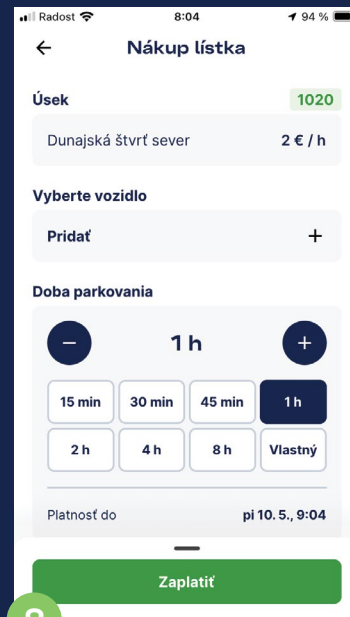 Radost 8:04 94 %
Nákup lístka
Úsek 1020
Dunajská štvrť sever 2 € / h
Vyberte vozidlo
Pridať +
Doba parkovania
− 1 h +
15 min 30 min 45 min 1 h
2 h 4 h 8 h Vlastný
Platnosť do pi 10. 5., 9:04
Zaplatiť